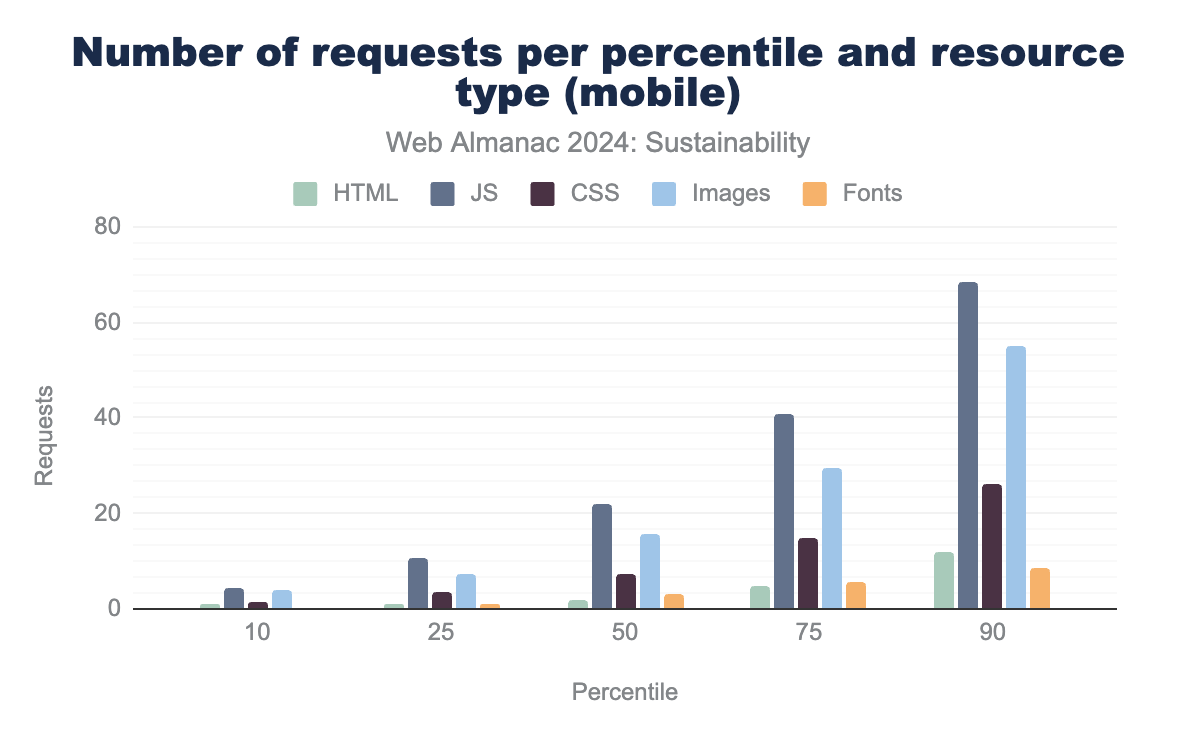 Number of requests per percentile and resource
type (mobile)
Web Almanac 2024: Sustainability
HTML JS CSS Images Fonts
80
60
40
20
0
Requests
10 25 50 75 90
Percentile